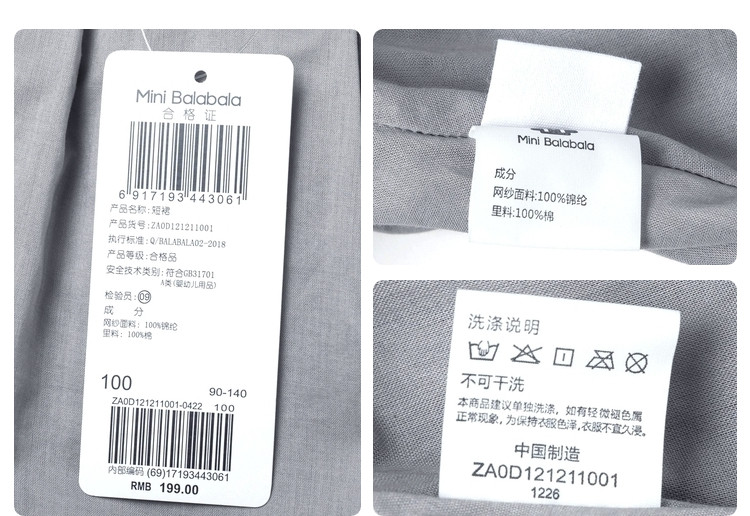 Mini Balabala
合格证
6 917193 443061
产品名称: 短裙
产品货号: ZA0D121211001
执行标准: Q/BALABALA02-2018
产品等级: 合格品
安全技术类别: 符合GB31701
A类(婴幼儿用品)
检验员: 09
成 分
网纱面料: 100%锦纶
里料: 100%棉
100
90-140
ZA0D121211001-0422 100
内部编码 (69)17193443061
RMB 199.00
Mini Balabala
成分
网纱面料:100%锦纶
里料:100%棉
洗涤说明
不可干洗
本商品建议单独洗涤, 如有轻微褪色属
正常现象, 为保持衣服色泽, 衣服不宜久浸。
中国制造
ZA0D121211001
1226